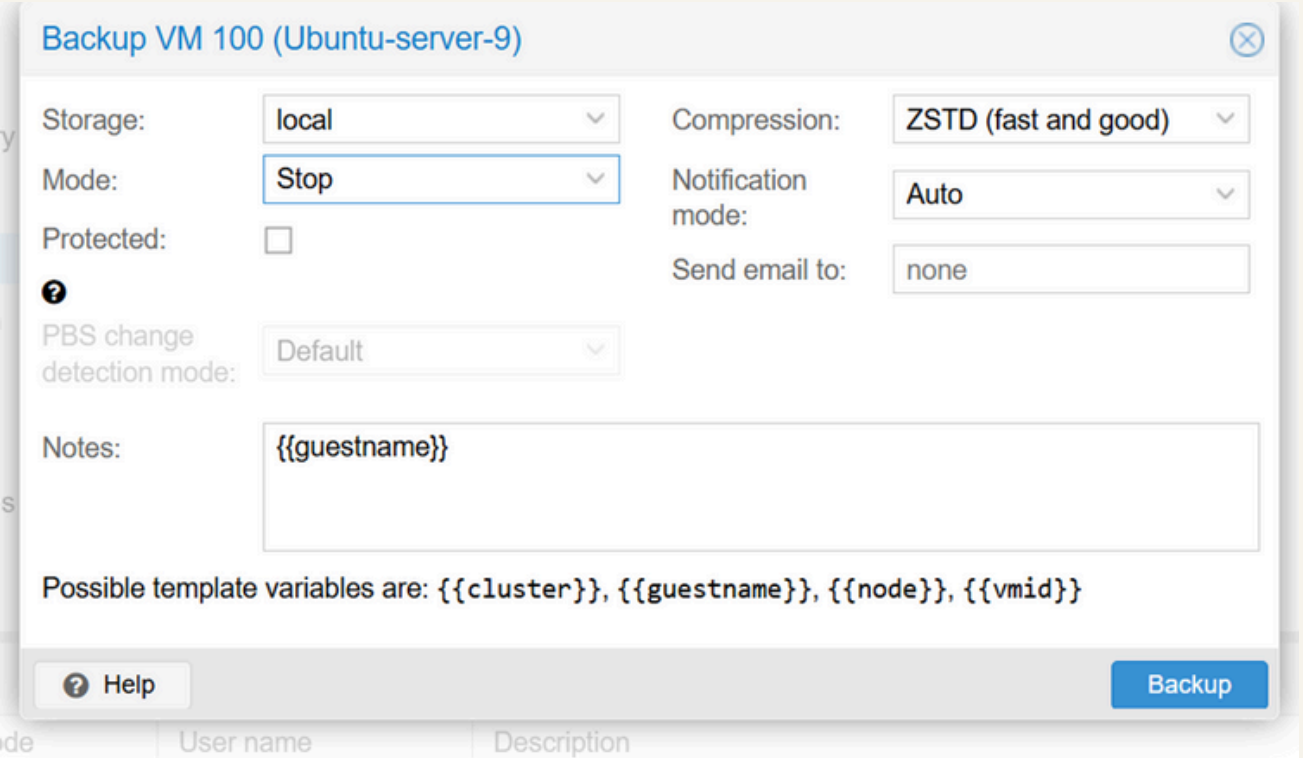 Backup VM 100 (Ubuntu-server-9)
Storage: local
Compression: ZSTD (fast and good)
Mode: Stop
Notification mode: Auto
Protected:
Send email to: none
PBS change detection mode: Default
Notes: {{guestname}}
Possible template variables are: {{cluster}}, {{guestname}}, {{node}}, {{vmid}}
Help
Backup
User name
Description